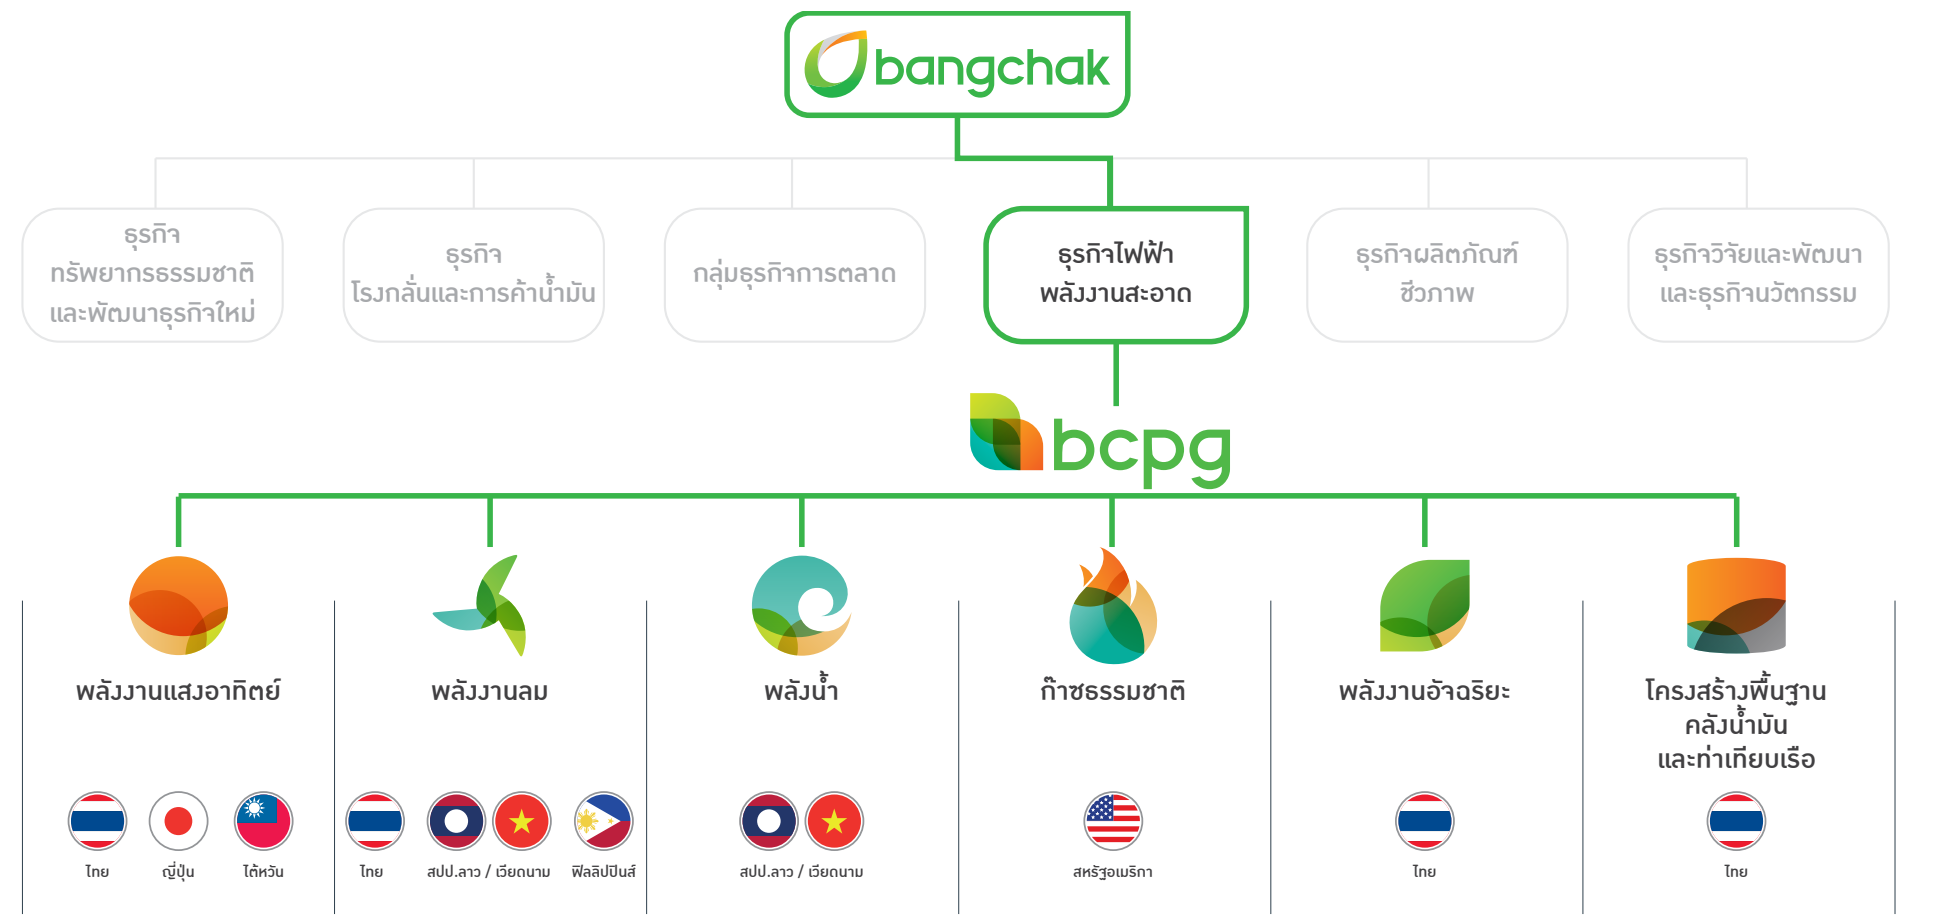 bangchak
ธุรกิจ
ทรัพยากรธรรมชาติ
และพัฒนาธุรกิจใหม่
ธุรกิจ
โรงกลั่นและการค้าน้ำมัน
กลุ่มธุรกิจการตลาด
ธุรกิจไฟฟ้า
พลังงานสะอาด
ธุรกิจผลิตภัณฑ์
ชีวภาพ
ธุรกิจวิจัยและพัฒนา
และธุรกิจนวัตกรรม
bcpg
พลังงานแสงอาทิตย์
พลังงานลม
พลังน้ำ
ก๊าซธรรมชาติ
พลังงานอัจฉริยะ
โครงสร้างพื้นฐาน
คลังน้ำมัน
และท่าเทียบเรือ
ไทย
ญี่ปุ่น
ไต้หวัน
ไทย
สปป.ลาว / เวียดนาม
ฟิลลิปปินส์
สปป.ลาว / เวียดนาม
สหรัฐอเมริกา
ไทย
ไทย